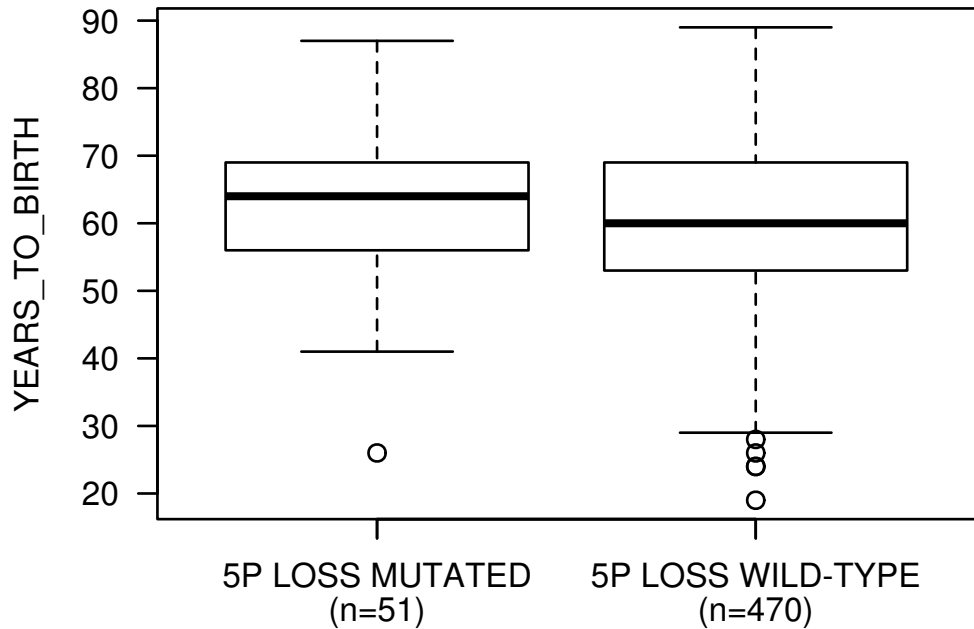 YEARS_TO_BIRTH
90
80
70
60
50
40
30
20
5P LOSS MUTATED
(n=51)
5P LOSS WILD-TYPE
(n=470)